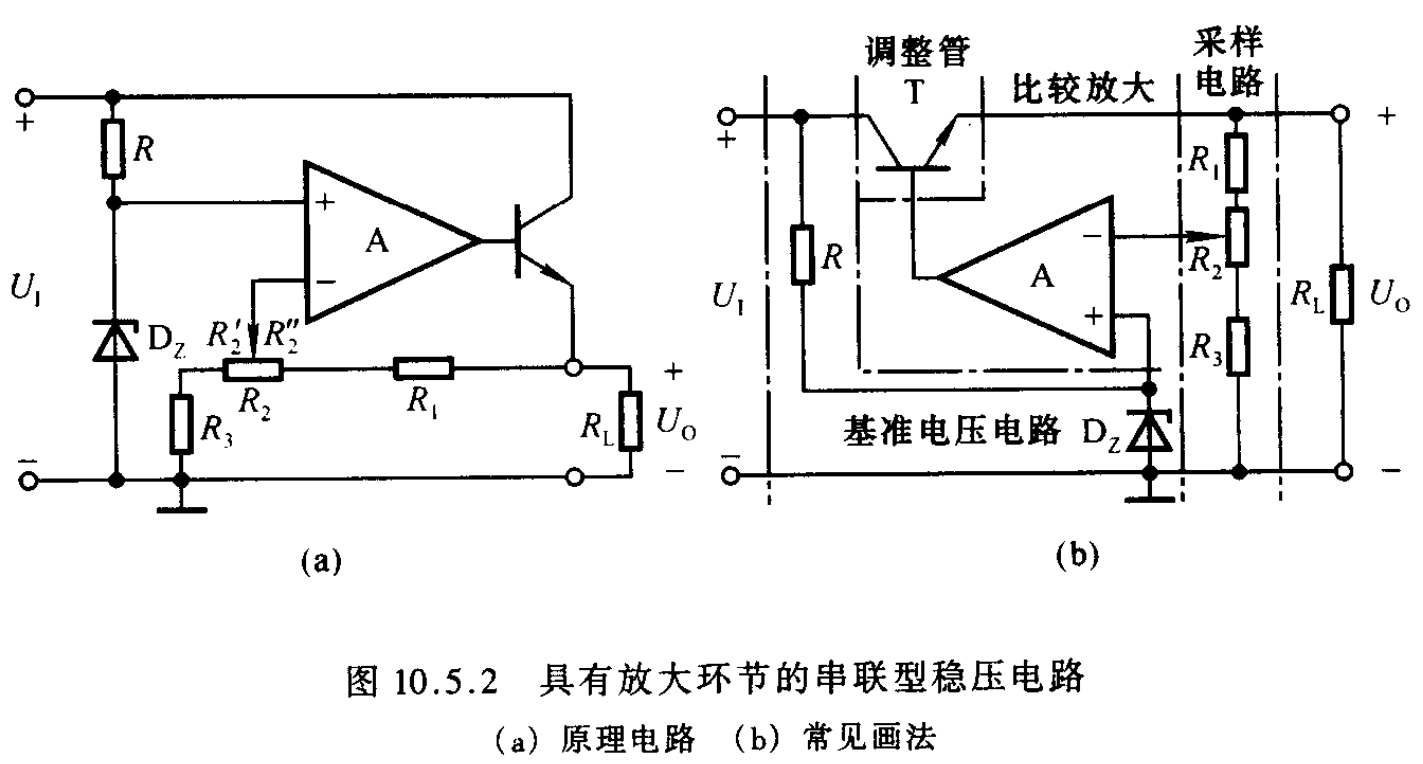 +
R
+
A
−
U_I
D_Z
R_2′
R_2″
R_2
R_1
R_3
R_L
+
U_O
−
−
(a)
调整管
T
比较放大
采样
电路
+
+
R_1
−
R
A
R_2
U_I
R_L
U_O
+
R_3
基准电压电路 D_Z
−
−
(b)
图 10.5.2 具有放大环节的串联型稳压电路
(a) 原理电路 (b) 常见画法